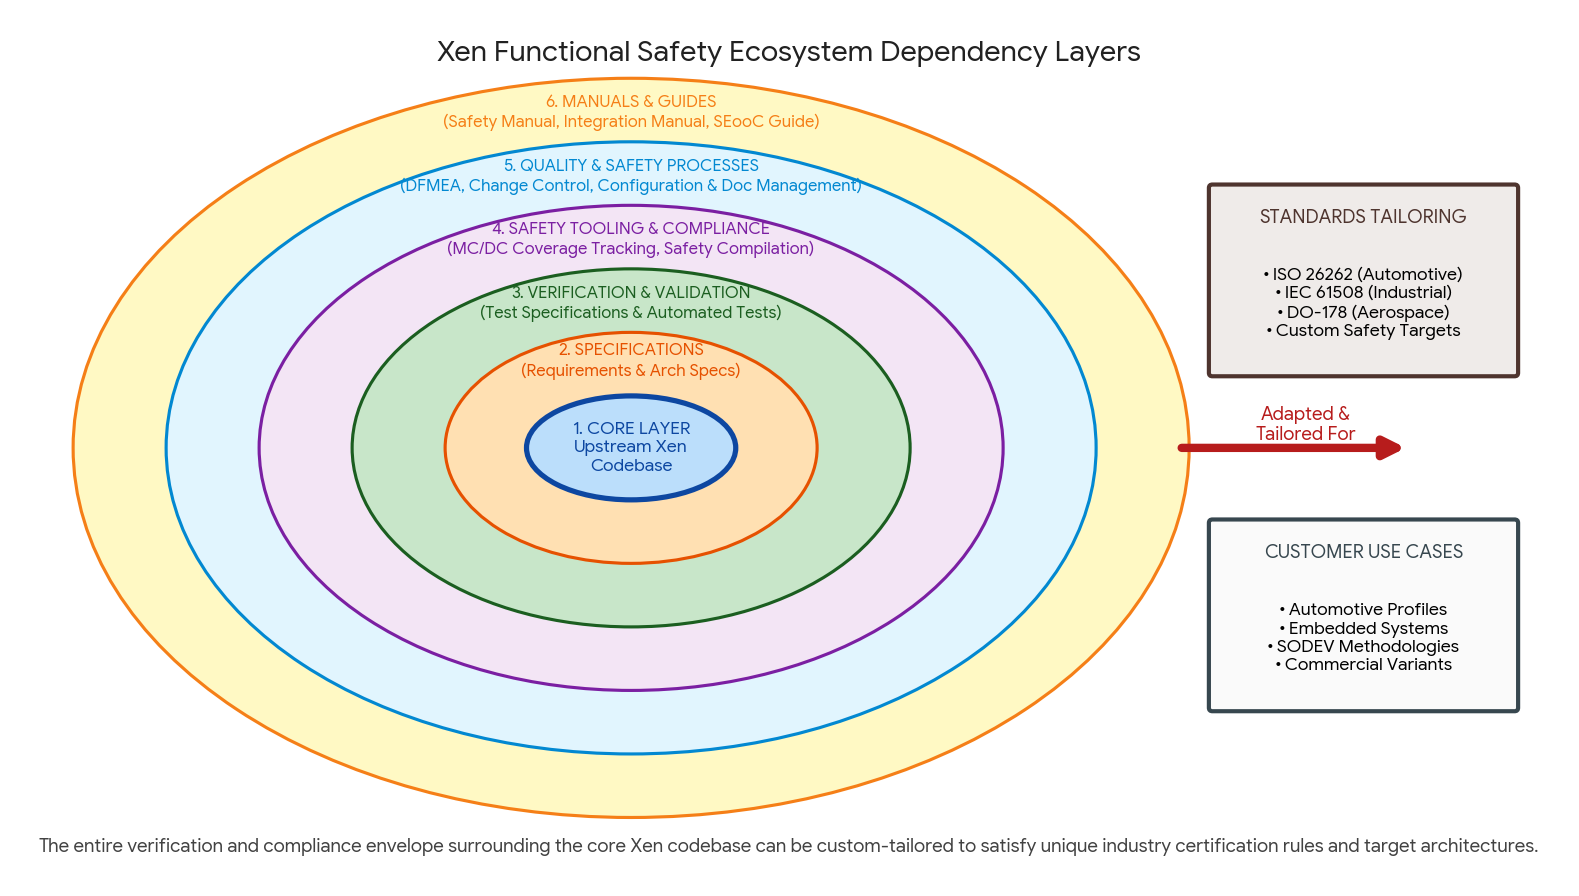 Xen Functional Safety Ecosystem Dependency Layers
6. MANUALS & GUIDES
(Safety Manual, Integration Manual, SEooC Guide)
5. QUALITY & SAFETY PROCESSES
(DFMEA, Change Control, Configuration & Doc Management)
4. SAFETY TOOLING & COMPLIANCE
(MC/DC Coverage Tracking, Safety Compilation)
3. VERIFICATION & VALIDATION
(Test Specifications & Automated Tests)
2. SPECIFICATIONS
(Requirements & Arch Specs)
1. CORE LAYER
Upstream Xen
Codebase
STANDARDS TAILORING
• ISO 26262 (Automotive)
• IEC 61508 (Industrial)
• DO-178 (Aerospace)
• Custom Safety Targets
Adapted &
Tailored For
CUSTOMER USE CASES
• Automotive Profiles
• Embedded Systems
• SODEV Methodologies
• Commercial Variants
The entire verification and compliance envelope surrounding the core Xen codebase can be custom-tailored to satisfy unique industry certification rules and target architectures.